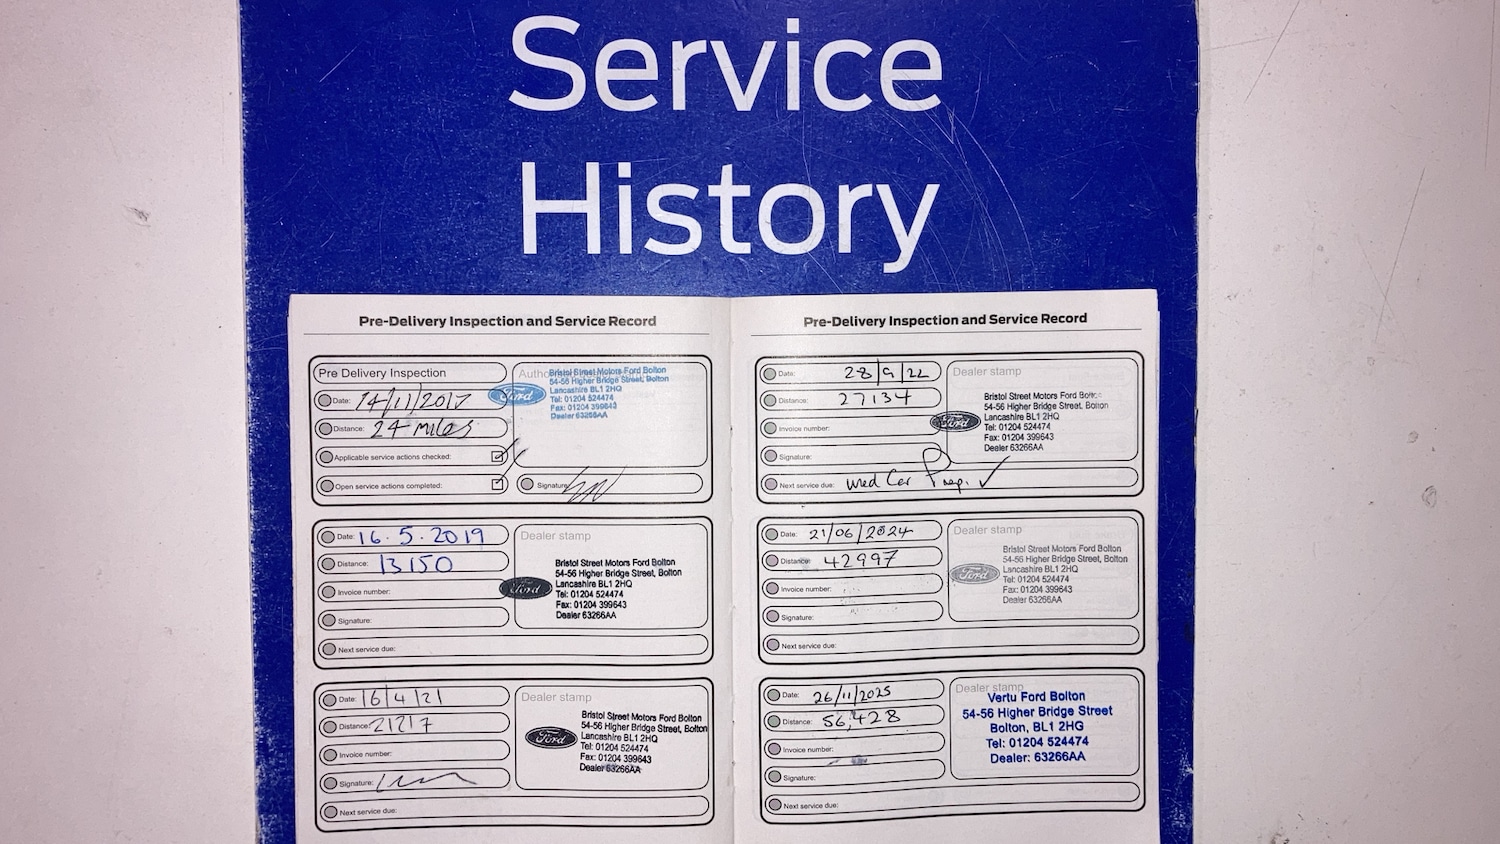 Service
History
Pre-Delivery Inspection and Service Record
Pre Delivery Inspection
Date: 14/11/2017
Distance: 24 miles
Applicable service actions checked:
Open service actions completed:
Ford
Bristol Street Motors Ford Bolton
54-56 Higher Bridge Street, Bolton
Lancashire BL1 2HQ
Tel: 01204 524474
Fax: 01204 399643
Dealer 63266AA
Signature
Date: 16.5.2019
Distance: 13150
Invoice number:
Signature:
Next service due:
Dealer stamp
Ford
Bristol Street Motors Ford Bolton
54-56 Higher Bridge Street, Bolton
Lancashire BL1 2HQ
Tel: 01204 524474
Fax: 01204 399643
Dealer 63266AA
Date: 16/4/21
Distance: 21217
Invoice number:
Signature:
Next service due:
Dealer stamp
Ford
Bristol Street Motors Ford Bolton
54-56 Higher Bridge Street, Bolton
Lancashire BL1 2HQ
Tel: 01204 524474
Fax: 01204 399643
Dealer 63266AA
Pre-Delivery Inspection and Service Record
Date: 28/9/22
Distance: 27134
Invoice number:
Signature:
Next service due: Used Car Prep. ✓
Dealer stamp
Ford
Bristol Street Motors Ford Bolton
54-56 Higher Bridge Street, Bolton
Lancashire BL1 2HQ
Tel: 01204 524474
Fax: 01204 399643
Dealer 63266AA
Date: 21/06/2024
Distance: 42997
Invoice number:
Signature:
Next service due:
Dealer stamp
Ford
Bristol Street Motors Ford Bolton
54-56 Higher Bridge Street, Bolton
Lancashire BL1 2HQ
Tel: 01204 524474
Fax: 01204 399643
Dealer 63266AA
Date: 26/11/2025
Distance: 56,428
Invoice number:
Signature:
Next service due:
Dealer stamp
Vertu Ford Bolton
54-56 Higher Bridge Street
Bolton, BL1 2HG
Tel: 01204 524474
Dealer: 63266AA